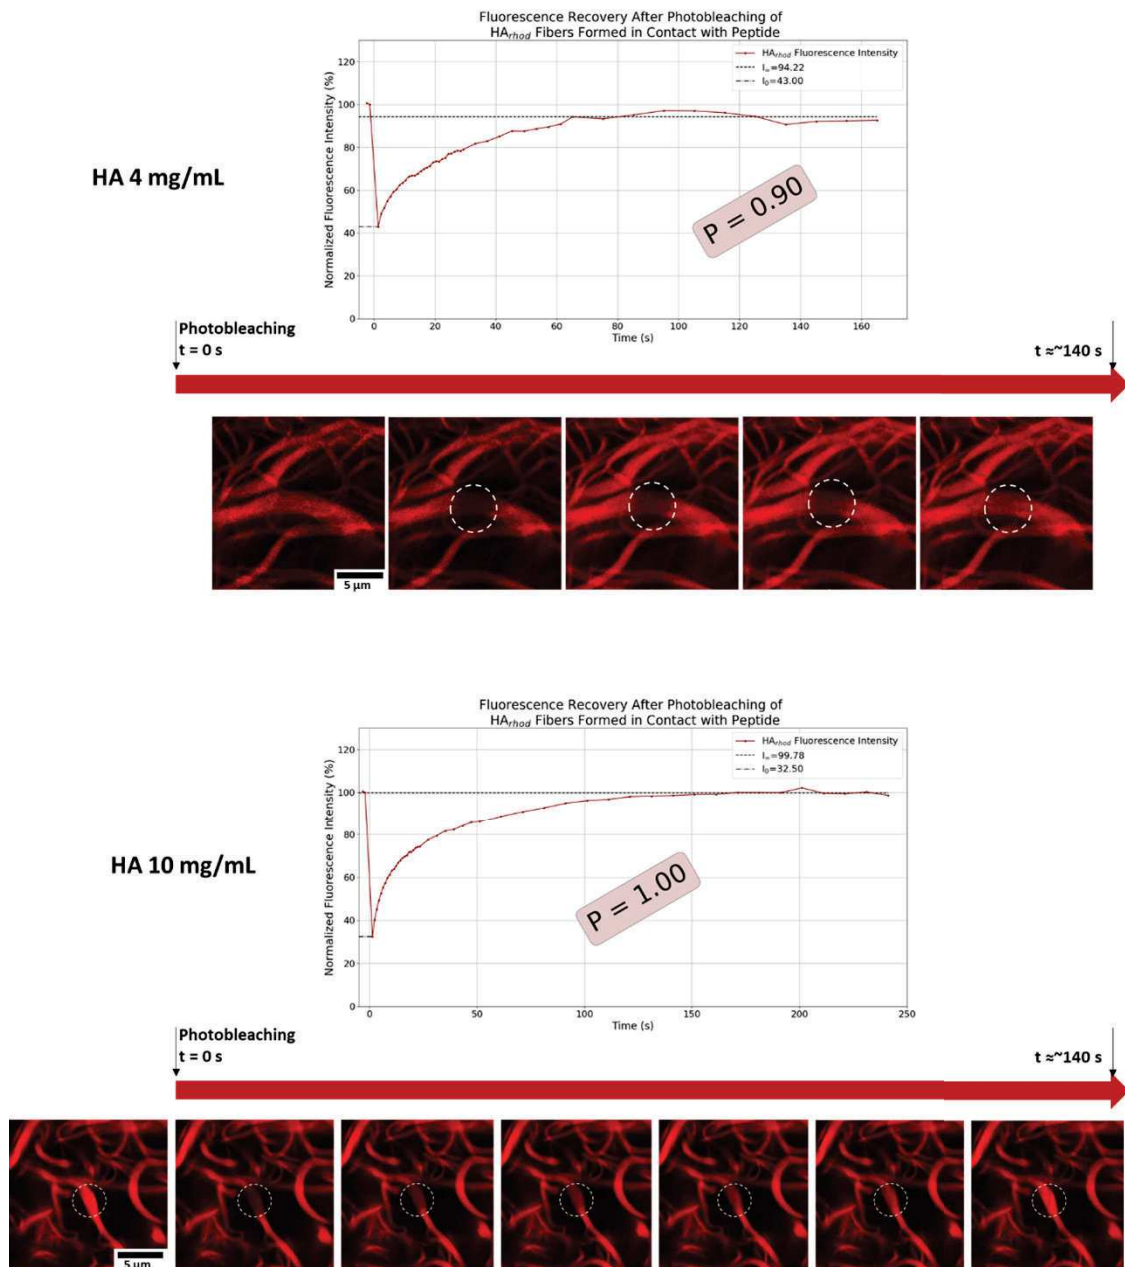 Fluorescence Recovery After Photobleaching of
HA_rhod Fibers Formed in Contact with Peptide
HA_rhod Fluorescence Intensity
I∞=94.22
I₀=43.00
Normalized Fluorescence Intensity (%)
120
100
80
60
40
20
0
P = 0.90
0 20 40 60 80 100 120 140 160
Time (s)
HA 4 mg/mL
Photobleaching
t = 0 s
t ≈~140 s
5 µm
Fluorescence Recovery After Photobleaching of
HA_rhod Fibers Formed in Contact with Peptide
HA_rhod Fluorescence Intensity
I∞=99.78
I₀=32.50
Normalized Fluorescence Intensity (%)
120
100
80
60
40
20
0
P = 1.00
0 50 100 150 200 250
Time (s)
HA 10 mg/mL
Photobleaching
t = 0 s
t ≈~140 s
5 µm